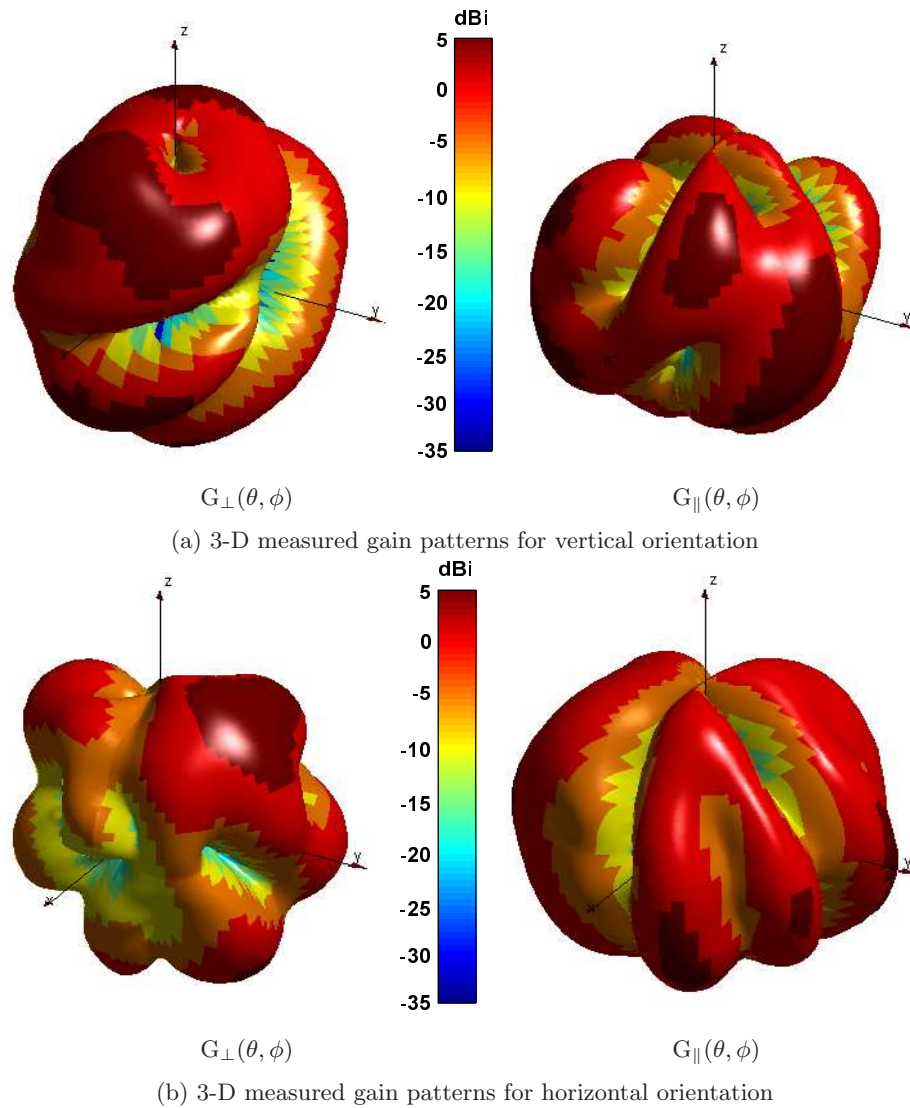 dBi
z
5
z
0
-5
-10
-15
-20
y
y
-25
-30
-35
G⊥(θ, ϕ)
G∥(θ, ϕ)
(a) 3-D measured gain patterns for vertical orientation
dBi
z
5
z
0
-5
-10
-15
y
-20
y
x
x
-25
-30
-35
G⊥(θ, ϕ)
G∥(θ, ϕ)
(b) 3-D measured gain patterns for horizontal orientation